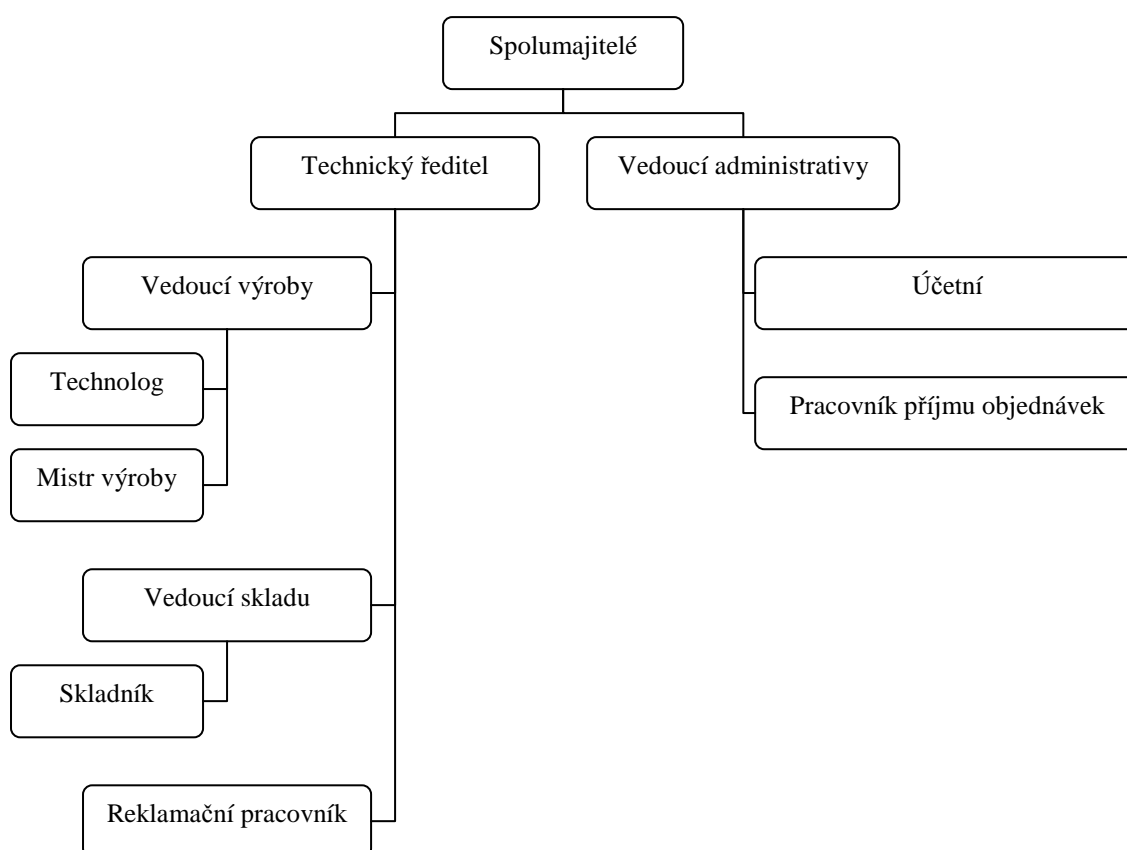 Spolumajitelé
Technický ředitel
Vedoucí administrativy
Vedoucí výroby
Účetní
Technolog
Pracovník příjmu objednávek
Mistr výroby
Vedoucí skladu
Skladník
Reklamační pracovník